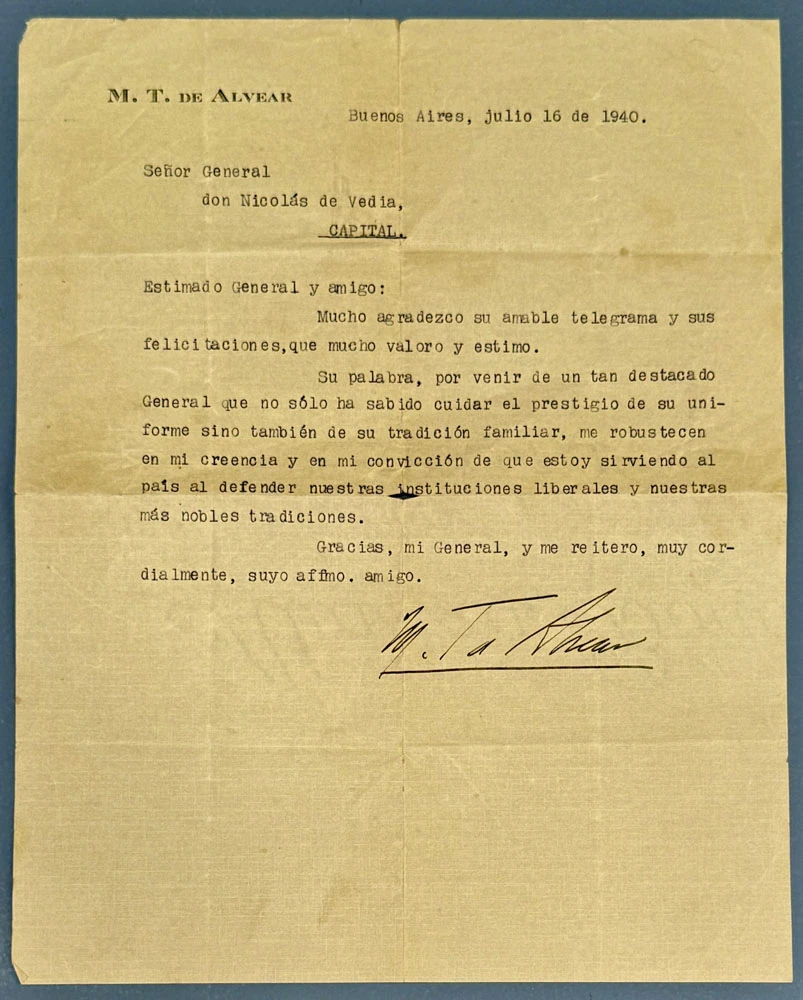 M. T. DE ALVEAR
Buenos Aires, julio 16 de 1940.
Señor General
don Nicolás de Vedia,
CAPITAL.
Estimado General y amigo:
Mucho agradezco su amable telegrama y sus
felicitaciones,que mucho valoro y estimo.
Su palabra, por venir de un tan destacado
General que no sólo ha sabido cuidar el prestigio de su uni-
forme sino también de su tradición familiar, me robustecen
en mi creencia y en mi convicción de que estoy sirviendo al
país al defender nuestras instituciones liberales y nuestras
más nobles tradiciones.
Gracias, mi General, y me reitero, muy cor-
dialmente, suyo affmo. amigo.
M. T de Alvear